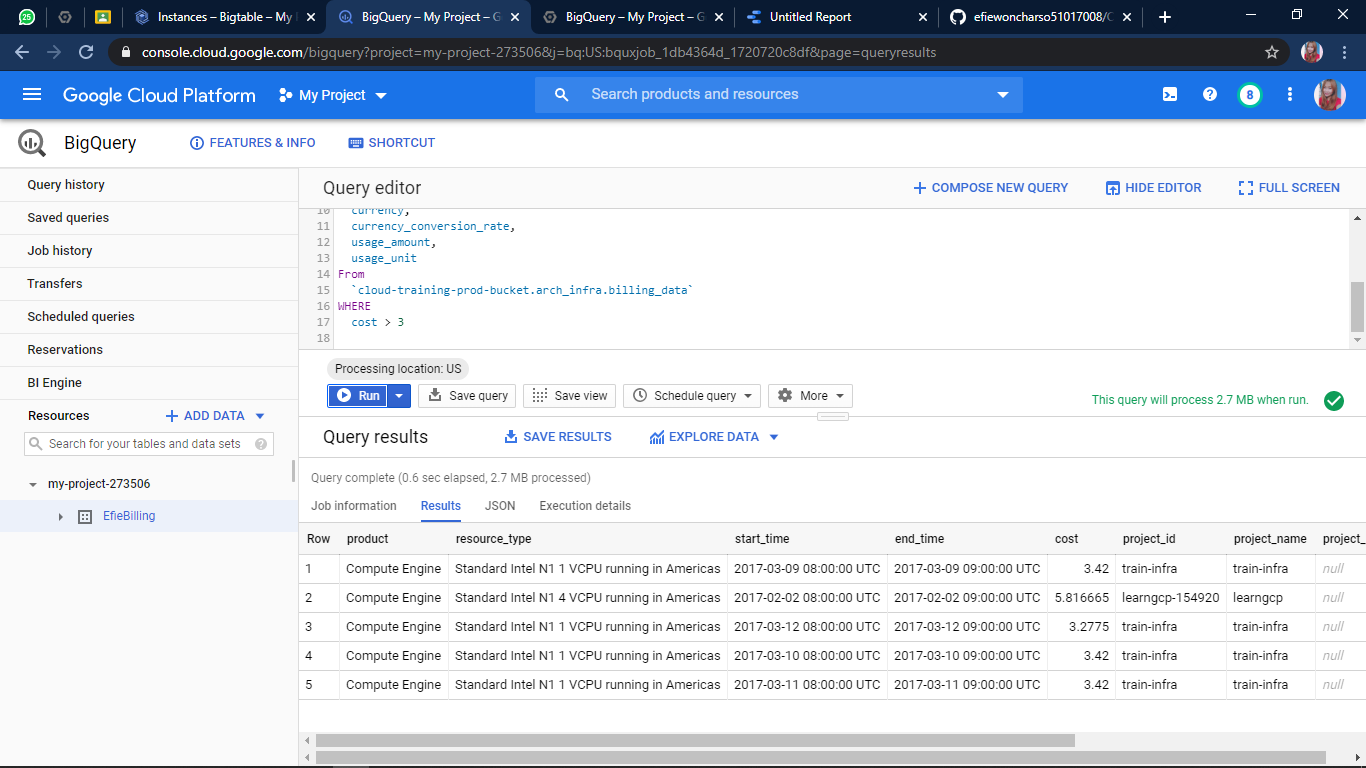 25
Instances – Bigtable – My
BigQuery – My Project – G
BigQuery – My Project – G
Untitled Report
efiewoncharso51017008/C
console.cloud.google.com/bigquery?project=my-project-273506&j=bq:US:bquxjob_1db4364d_1720720c8df&page=queryresults
Google Cloud Platform
My Project
Search products and resources
8
BigQuery
FEATURES & INFO
SHORTCUT
Query history
Saved queries
Job history
Transfers
Scheduled queries
Reservations
BI Engine
Resources
ADD DATA
Search for your tables and data sets
my-project-273506
EfieBilling
Query editor
COMPOSE NEW QUERY
HIDE EDITOR
FULL SCREEN
10 currency,
11 currency_conversion_rate,
12 usage_amount,
13 usage_unit
14 From
15 `cloud-training-prod-bucket.arch_infra.billing_data`
16 WHERE
17 cost > 3
18
Processing location: US
Run
Save query
Save view
Schedule query
More
This query will process 2.7 MB when run.
Query results
SAVE RESULTS
EXPLORE DATA
Query complete (0.6 sec elapsed, 2.7 MB processed)
Job information Results JSON Execution details
Row product resource_type start_time end_time cost project_id project_name project_
1 Compute Engine Standard Intel N1 1 VCPU running in Americas 2017-03-09 08:00:00 UTC 2017-03-09 09:00:00 UTC 3.42 train-infra train-infra null
2 Compute Engine Standard Intel N1 4 VCPU running in Americas 2017-02-02 08:00:00 UTC 2017-02-02 09:00:00 UTC 5.816665 learngcp-154920 learngcp null
3 Compute Engine Standard Intel N1 1 VCPU running in Americas 2017-03-12 08:00:00 UTC 2017-03-12 09:00:00 UTC 3.2775 train-infra train-infra null
4 Compute Engine Standard Intel N1 1 VCPU running in Americas 2017-03-10 08:00:00 UTC 2017-03-10 09:00:00 UTC 3.42 train-infra train-infra null
5 Compute Engine Standard Intel N1 1 VCPU running in Americas 2017-03-11 08:00:00 UTC 2017-03-11 09:00:00 UTC 3.42 train-infra train-infra null